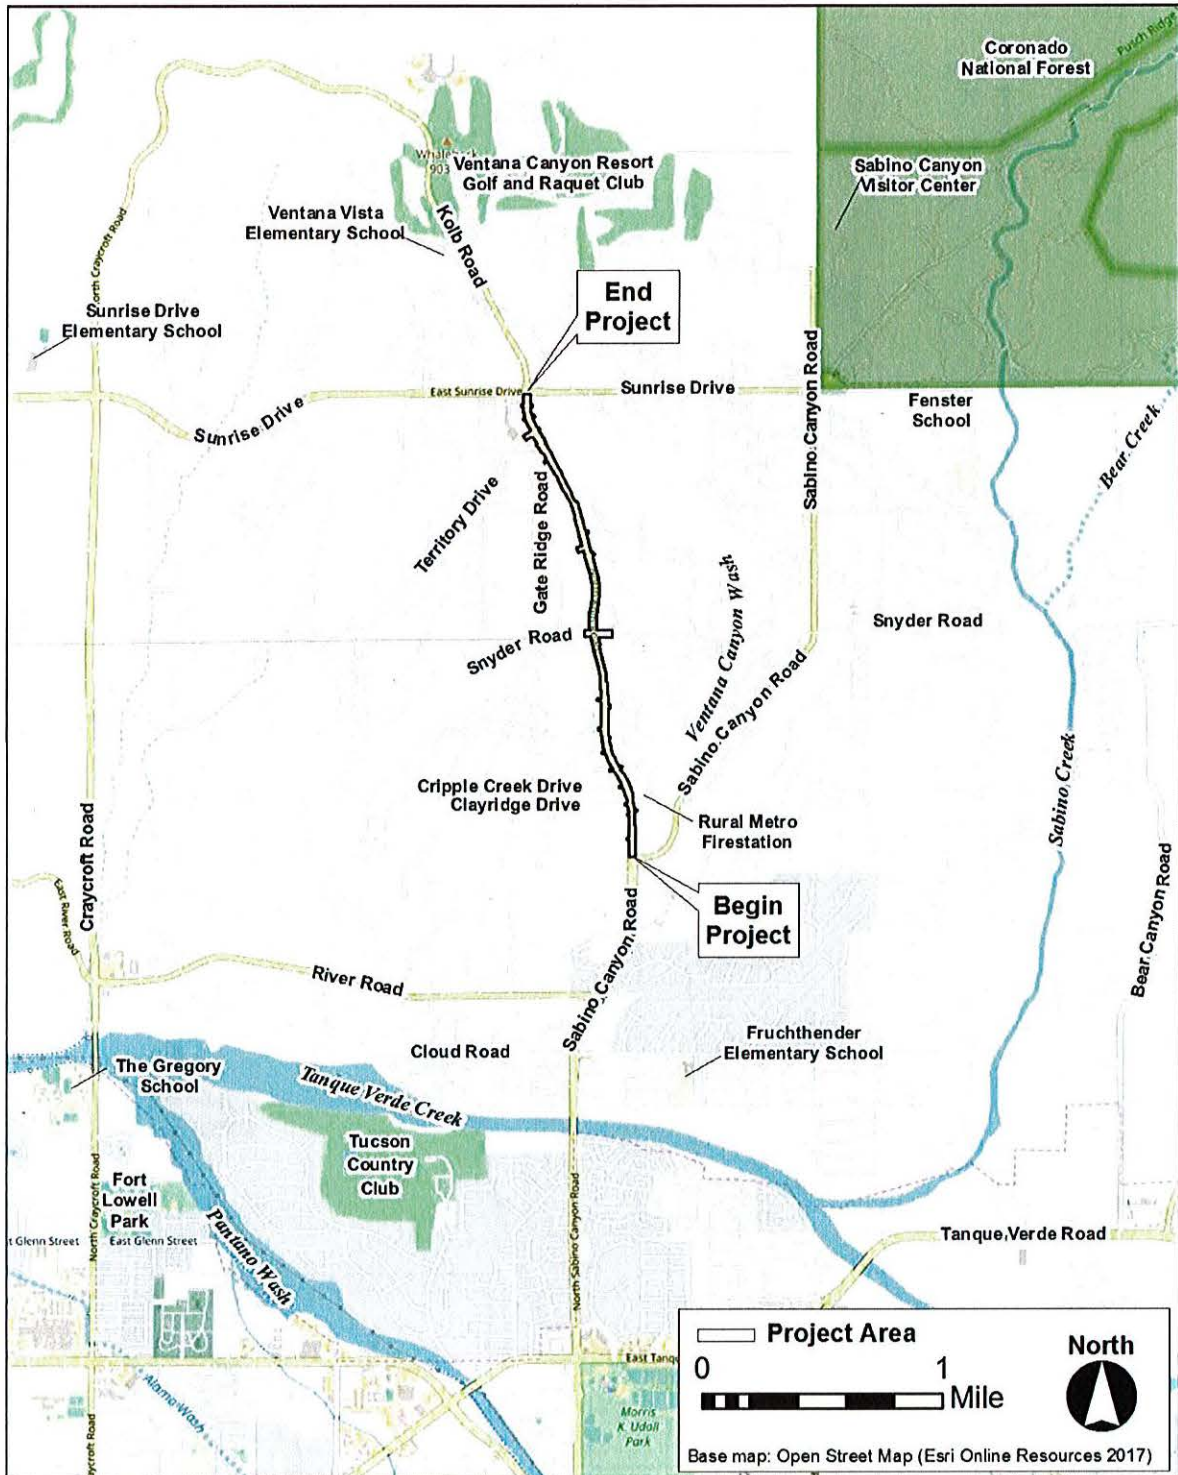 Coronado
National Forest
Pusch Ridge
Ventana Canyon Resort
Golf and Raquet Club
903
Sabino Canyon
Visitor Center
Ventana Vista
Elementary School
Kolb Road
North Craycroft Road
End
Project
Sunrise Drive
Elementary School
East Sunrise Drive
Sunrise Drive
Sabino Canyon Road
Fenster
School
Sunrise Drive
Bear Creek
Territory Drive
Gate Ridge Road
Ventana Canyon Wash
Snyder Road
Snyder Road
Sabino Canyon Road
Sabino Creek
Cripple Creek Drive
Clayridge Drive
Rural Metro
Firestation
Craycroft Road
East River Road
Begin
Project
Bear Canyon Road
River Road
Sabino Canyon Road
Cloud Road
Fruchthender
Elementary School
The Gregory
School
Tanque Verde Creek
Tucson
Country
Club
Fort
Lowell
Park
North Craycroft Road
t Glenn Street
East Glenn Street
Pantano Wash
North Sabino Canyon Road
Tanque Verde Road
East Tanqu
Alamo Wash
Craycroft Road
Morris
K. Udall
Park
Project Area
0 1
Mile
North
Base map: Open Street Map (Esri Online Resources 2017)